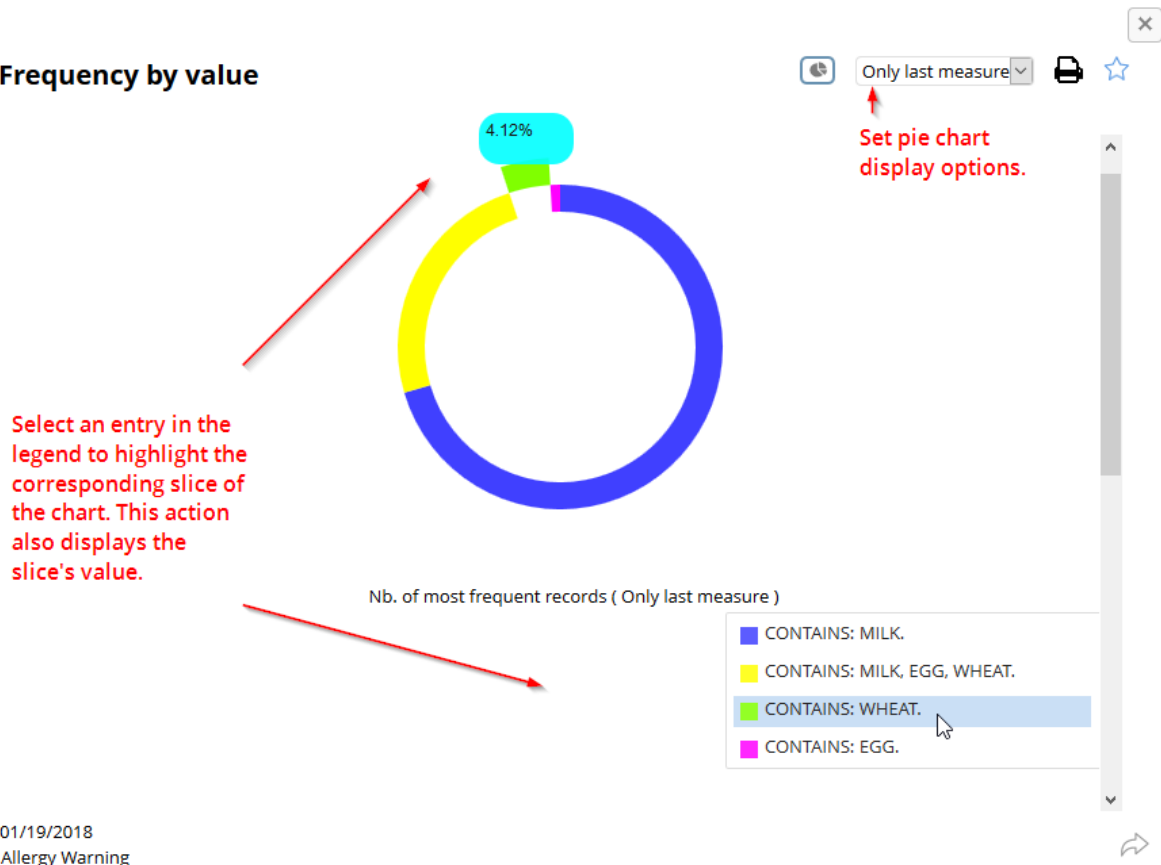 Frequency by value
Only last measure
4.12%
Set pie chart
display options.
Select an entry in the
legend to highlight the
corresponding slice of
the chart. This action
also displays the
slice's value.
Nb. of most frequent records ( Only last measure )
CONTAINS: MILK.
CONTAINS: MILK, EGG, WHEAT.
CONTAINS: WHEAT.
CONTAINS: EGG.
01/19/2018
Allergy Warning